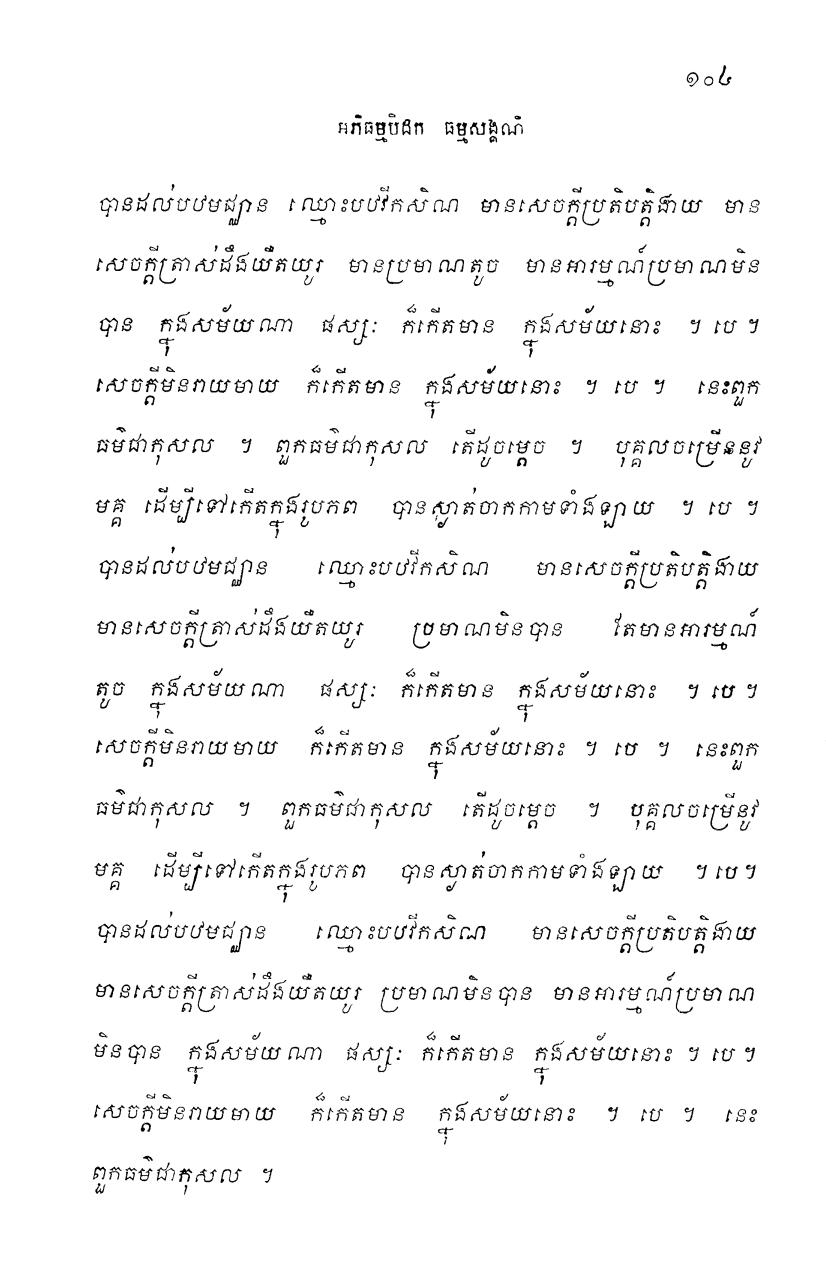 ១០៤
អភិធម្មបិដក ធម្មសង្គណី
បានដល់បឋមជ្ឈាន ឈ្មោះបឋវីកសិណ មានសេចក្តីប្រតិបត្តិងាយ មាន
សេចក្តីត្រាស់ដឹងយឺតយូរ មានប្រមាណតូច មានអារម្មណ៍ប្រមាណមិន
បាន ក្នុងសម័យណា ផស្សៈ ក៏កើតមាន ក្នុងសម័យនោះ ។ បេ ។
សេចក្តីមិនរាយមាយ ក៏កើតមាន ក្នុងសម័យនោះ ។ បេ ។ នេះពួក
ធម៌ជាកុសល ។ ពួកធម៌ជាកុសល តើដូចម្តេច ។ បុគ្គលចម្រើននូវ
មគ្គ ដើម្បីទៅកើតក្នុងរូបភព បានស្ងាត់ចាកកាមទាំងឡាយ ។ បេ ។
បានដល់បឋមជ្ឈាន ឈ្មោះបឋវីកសិណ មានសេចក្តីប្រតិបត្តិងាយ
មានសេចក្តីត្រាស់ដឹងយឺតយូរ ប្រមាណមិនបាន តែមានអារម្មណ៍
តូច ក្នុងសម័យណា ផស្សៈ ក៏កើតមាន ក្នុងសម័យនោះ ។ បេ ។
សេចក្តីមិនរាយមាយ ក៏កើតមាន ក្នុងសម័យនោះ ។ បេ ។ នេះពួក
ធម៌ជាកុសល ។ ពួកធម៌ជាកុសល តើដូចម្តេច ។ បុគ្គលចម្រើនូវ
មគ្គ ដើម្បីទៅកើតក្នុងរូបភព បានស្ងាត់ចាកកាមទាំងឡាយ ។ បេ ។
បានដល់បឋមជ្ឈាន ឈ្មោះបឋវីកសិណ មានសេចក្តីប្រតិបត្តិងាយ
មានសេចក្តីត្រាស់ដឹងយឺតយូរ ប្រមាណមិនបាន មានអារម្មណ៍ប្រមាណ
មិនបាន ក្នុងសម័យណា ផស្សៈ ក៏កើតមាន ក្នុងសម័យនោះ ។ បេ ។
សេចក្តីមិនរាយមាយ ក៏កើតមាន ក្នុងសម័យនោះ ។ បេ ។ នេះ
ពួកធម៌ជាកុសល ។